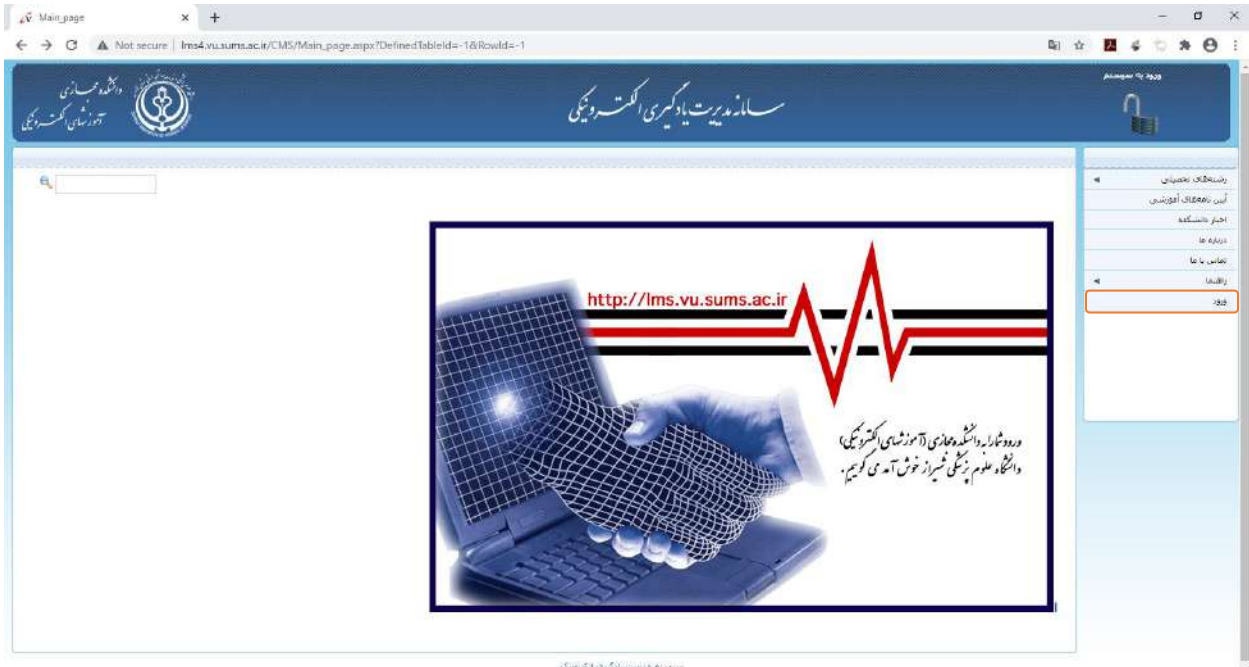 Main_page
Not secure
lms4.vu.sums.ac.ir/CMS/Main_page.aspx?DefinedTableId=-1&RowId=-1
ورود به سیستم
سامانه مدیریت یادگیری الکترونیکی
دانشکده مجازی
آموزشهای الکترونیکی
رشته‌های تحصیلی
آیین نامه‌های آموزشی
اخبار دانشکده
درباره ما
تماس با ما
راهنما
ورود
http://lms.vu.sums.ac.ir
ورود شما را به دانشکده مجازی (آموزشهای الکترونیکی)
دانشگاه علوم پزشکی شیراز خوش آمد می گوییم.